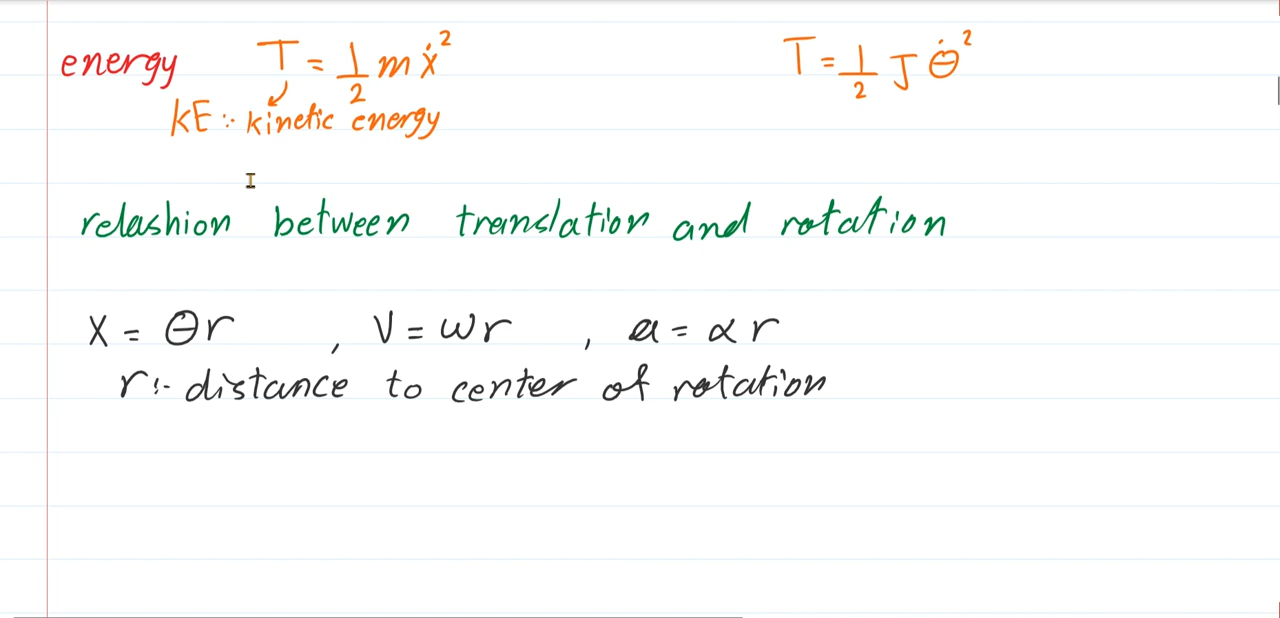 energy T = 1/2 m ẋ² T = 1/2 J θ̇²
KE :- kinetic energy
relashion between translation and rotation
x = θr , V = ωr , a = αr
r :- distance to center of rotation